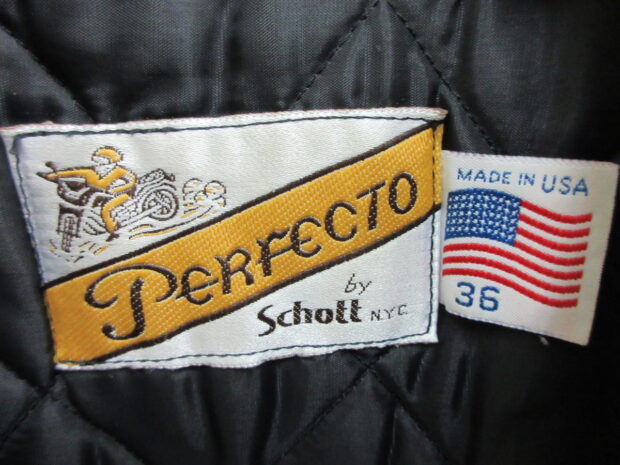 PERFECTO
by
Schott N.Y.C.
MADE IN USA
36